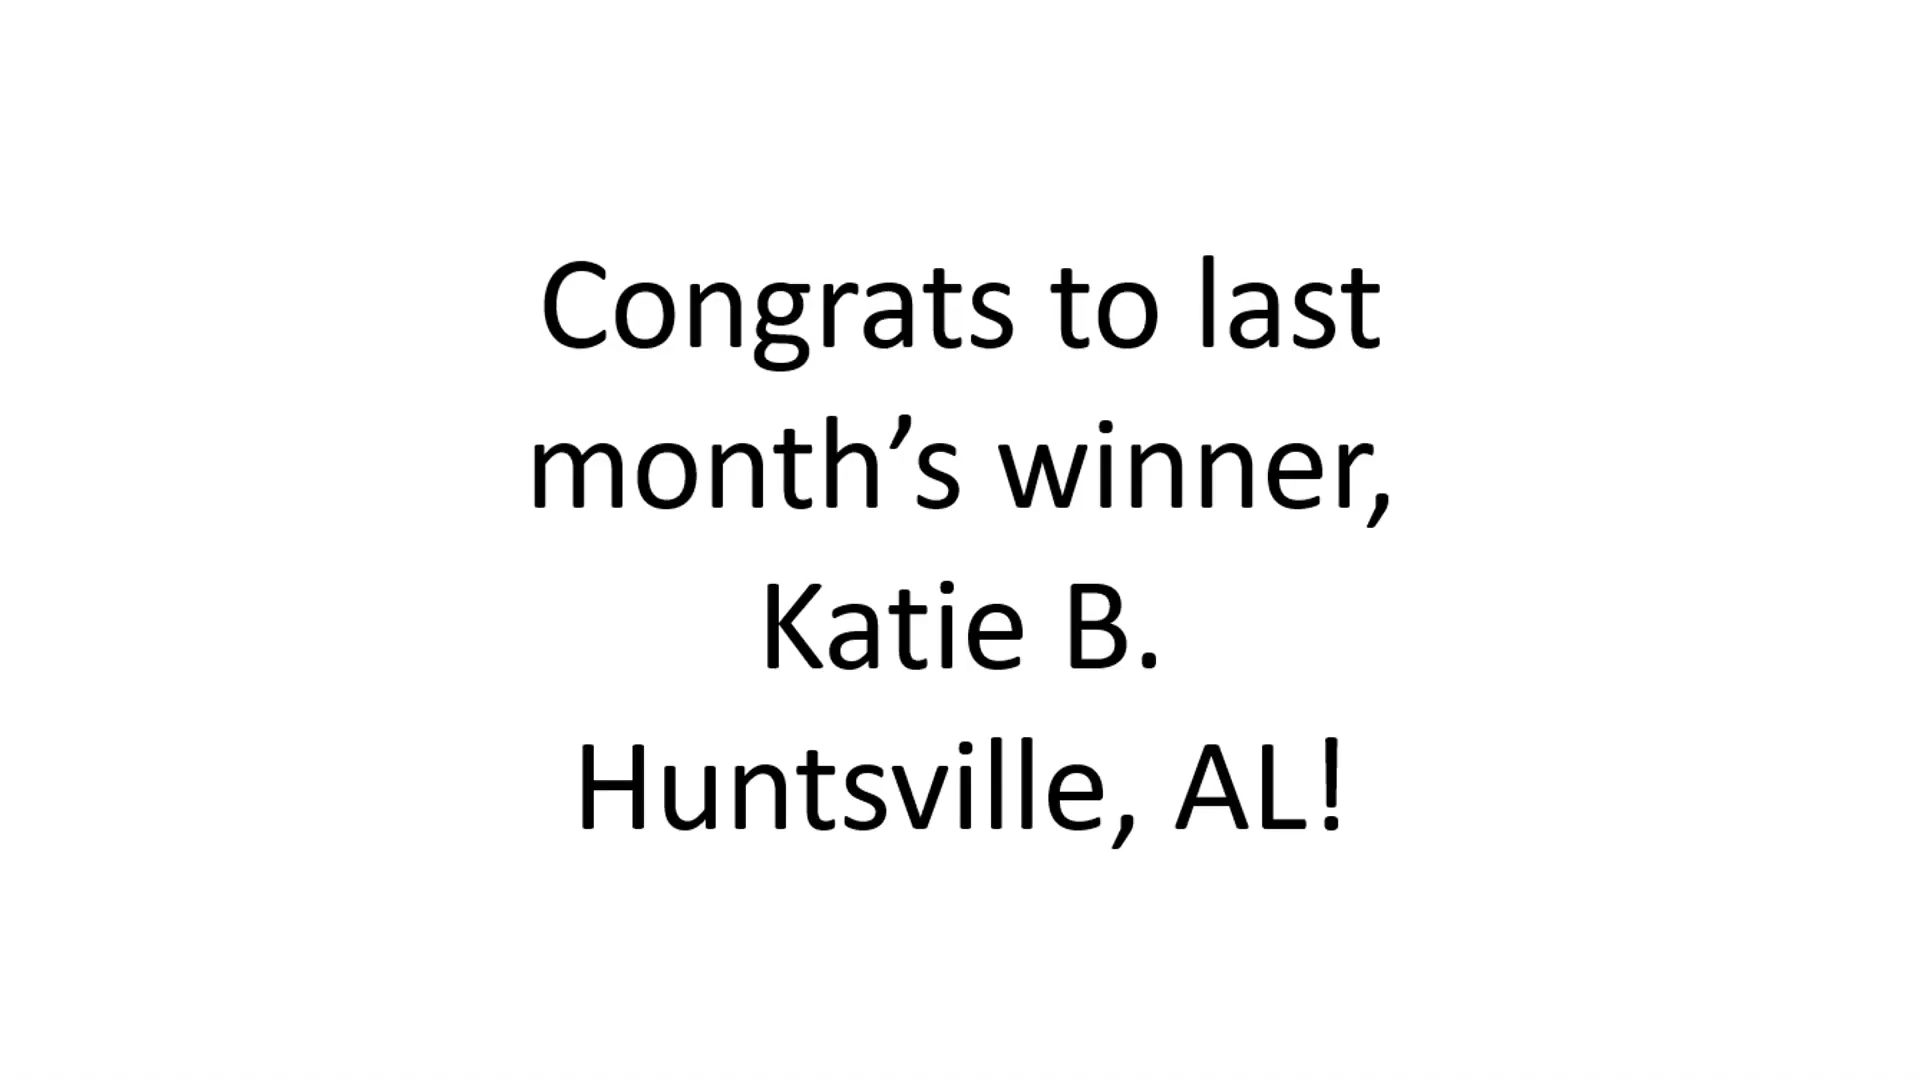 Congrats to last
month’s winner,
Katie B.
Huntsville, AL!